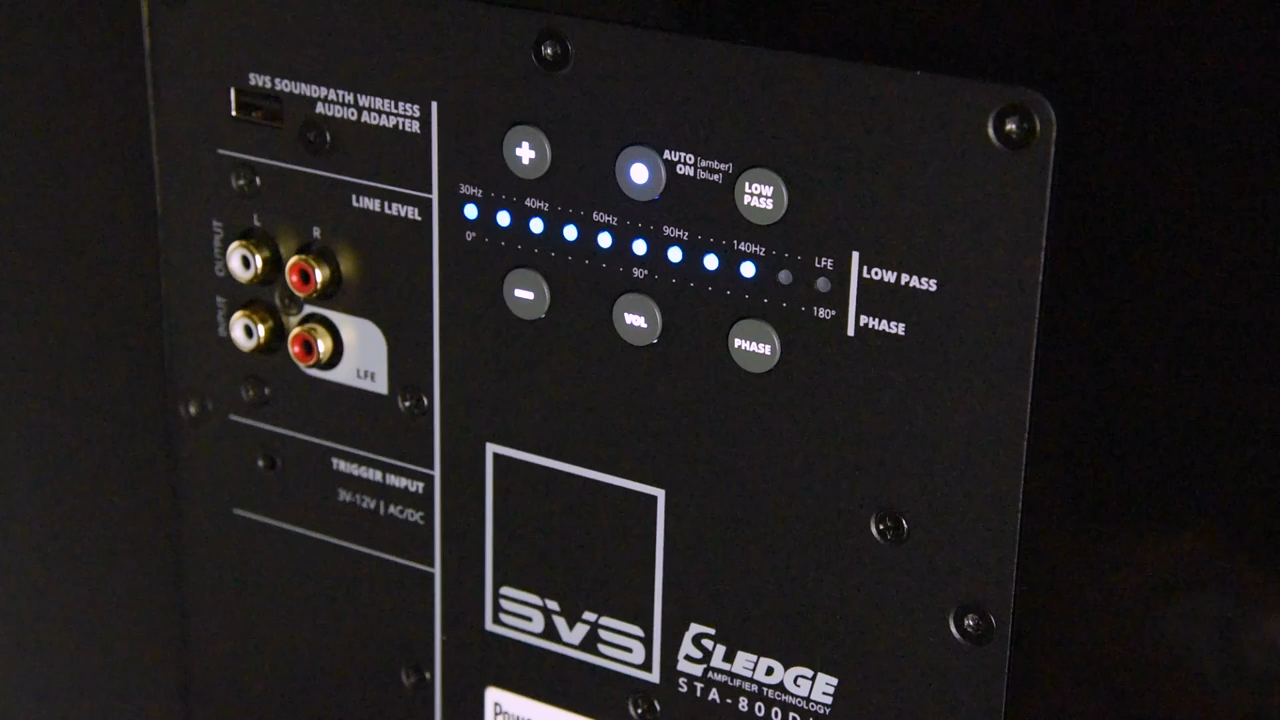 SVS SOUNDPATH WIRELESS
AUDIO ADAPTER
LINE LEVEL
L
R
OUTPUT
INPUT
LFE
TRIGGER INPUT
3V-12V | AC/DC
AUTO [amber]
ON [blue]
LOW
PASS
30Hz 40Hz 60Hz 90Hz 140Hz LFE
0° 90° 180°
LOW PASS
PHASE
VOL
PHASE
SVS
SLEDGE
AMPLIFIER TECHNOLOGY
STA-800D